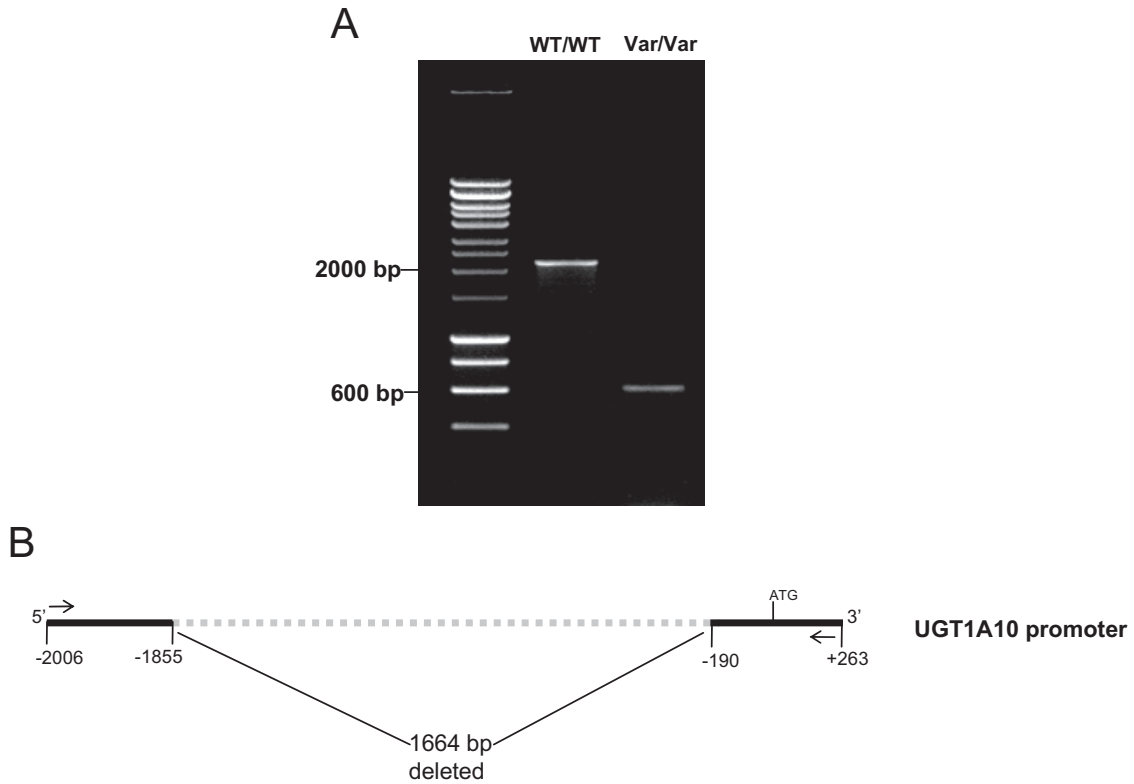 A
WT/WT Var/Var
2000 bp
600 bp
B
5’ ATG 3’
-2006 -1855 -190 +263
UGT1A10 promoter
1664 bp
deleted